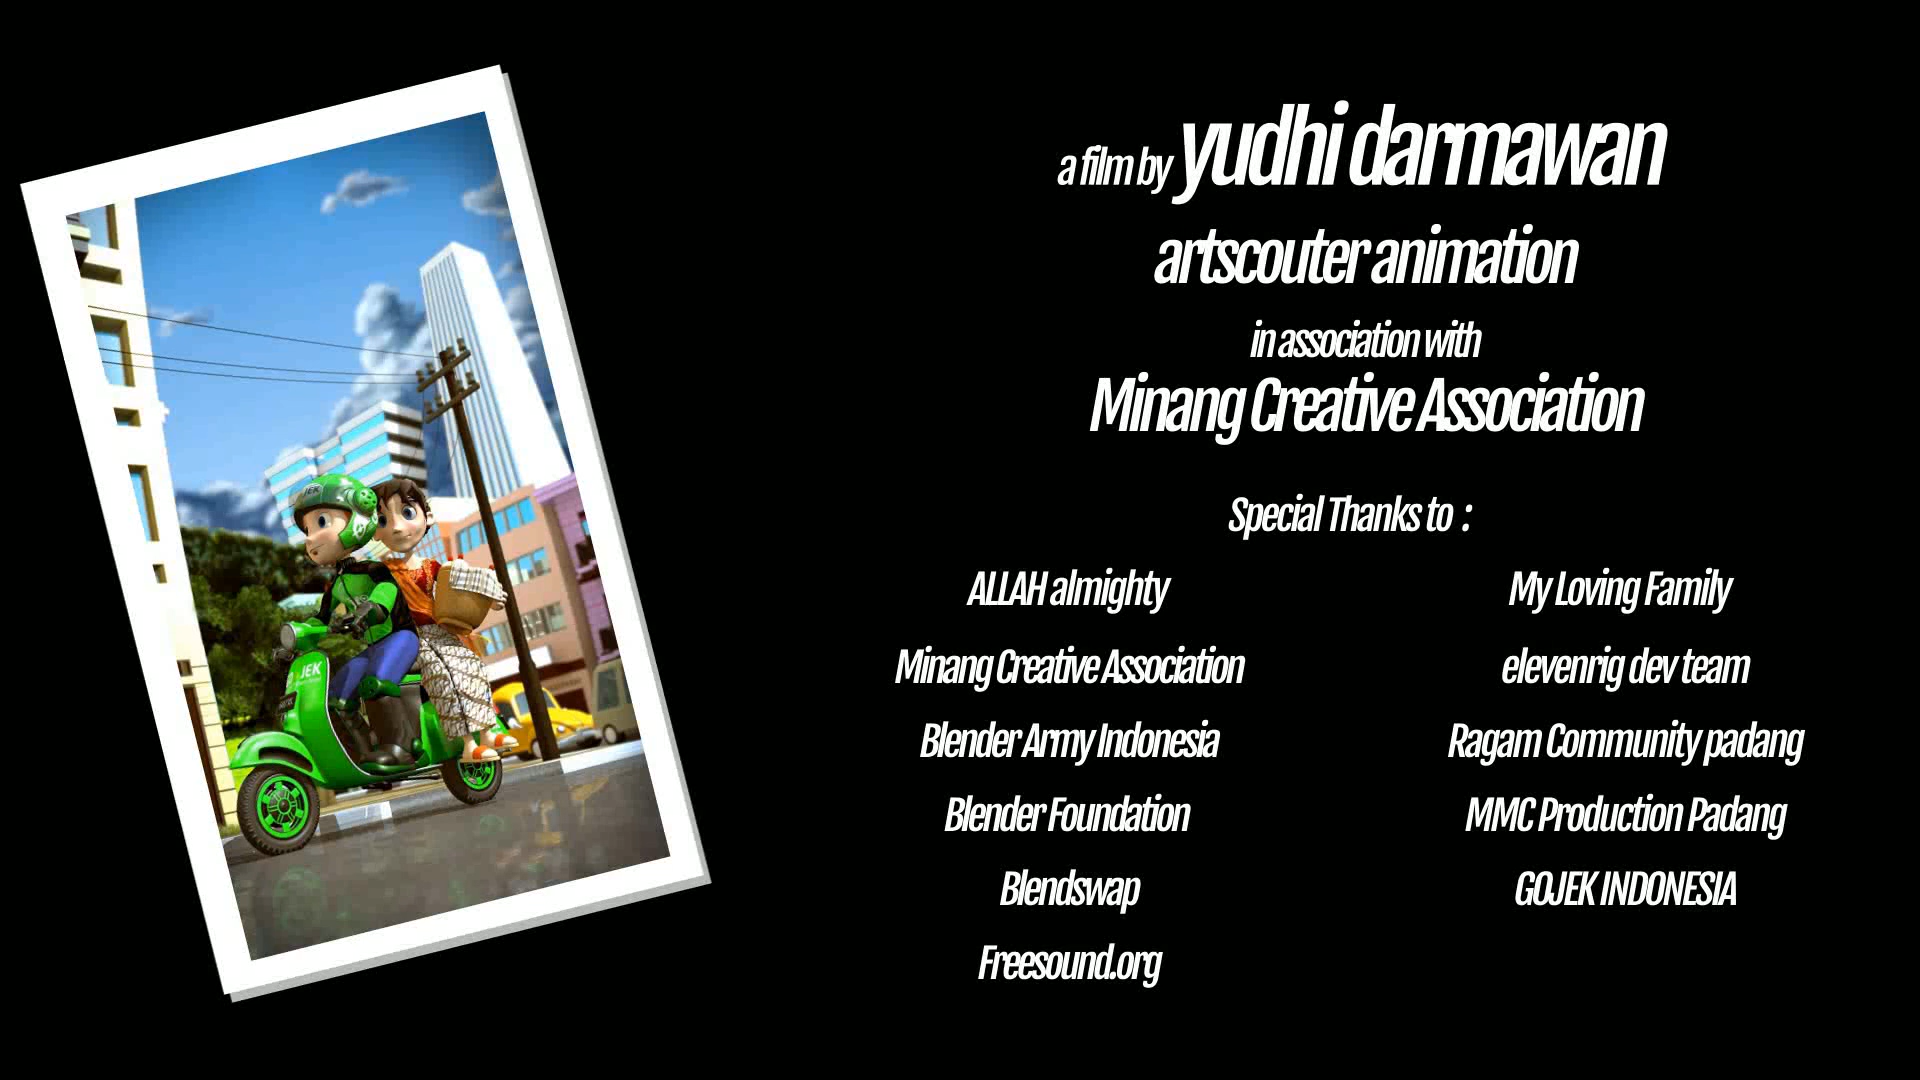 a film by yudhi darmawan
artscouter animation
in association with
Minang Creative Association
Special Thanks to :
ALLAH almighty
My Loving Family
Minang Creative Association
elevenrig dev team
Blender Army Indonesia
Ragam Community padang
Blender Foundation
MMC Production Padang
Blendswap
GOJEK INDONESIA
Freesound.org
JEK
JEK